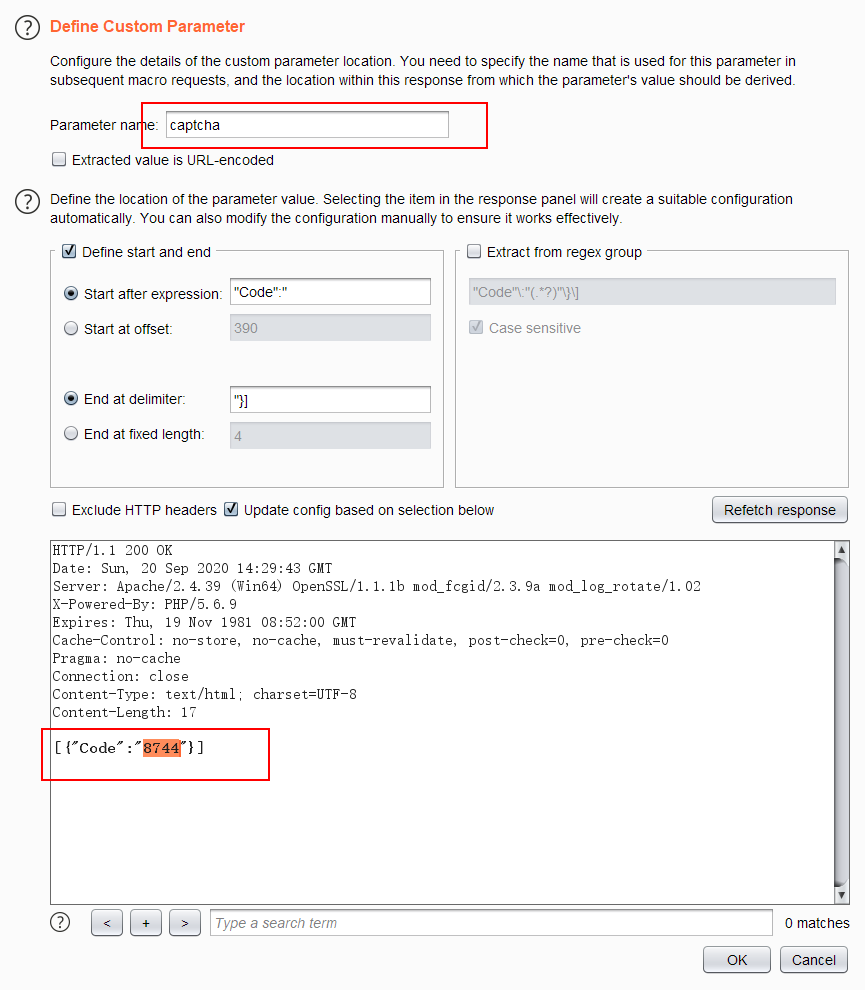 ? Define Custom Parameter
Configure the details of the custom parameter location. You need to specify the name that is used for this parameter in
subsequent macro requests, and the location within this response from which the parameter's value should be derived.
Parameter name: captcha
Extracted value is URL-encoded
? Define the location of the parameter value. Selecting the item in the response panel will create a suitable configuration
automatically. You can also modify the configuration manually to ensure it works effectively.
Define start and end
Start after expression: "Code":"
Start at offset: 390
End at delimiter: "}]
End at fixed length: 4
Extract from regex group
"Code"\:"(.*?)"\}\]
Case sensitive
Exclude HTTP headers Update config based on selection below Refetch response
HTTP/1.1 200 OK
Date: Sun, 20 Sep 2020 14:29:43 GMT
Server: Apache/2.4.39 (Win64) OpenSSL/1.1.1b mod_fcgid/2.3.9a mod_log_rotate/1.02
X-Powered-By: PHP/5.6.9
Expires: Thu, 19 Nov 1981 08:52:00 GMT
Cache-Control: no-store, no-cache, must-revalidate, post-check=0, pre-check=0
Pragma: no-cache
Connection: close
Content-Type: text/html; charset=UTF-8
Content-Length: 17
[{"Code":"8744"}]
? < + > Type a search term 0 matches
OK Cancel